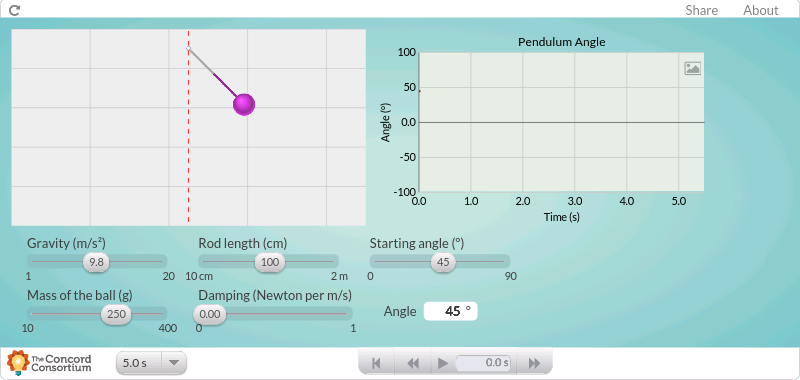 Share About
Pendulum Angle
100
50
0.0
-50
-100
Angle (°)
0.0 1.0 2.0 3.0 4.0 5.0
Time (s)
Gravity (m/s²)
9.8
1 20
Rod length (cm)
100
10 cm 2 m
Starting angle (°)
45
0 90
Mass of the ball (g)
250
10 400
Damping (Newton per m/s)
0.00
0 1
Angle 45 °
The Concord
Consortium
5.0 s
0.0 s